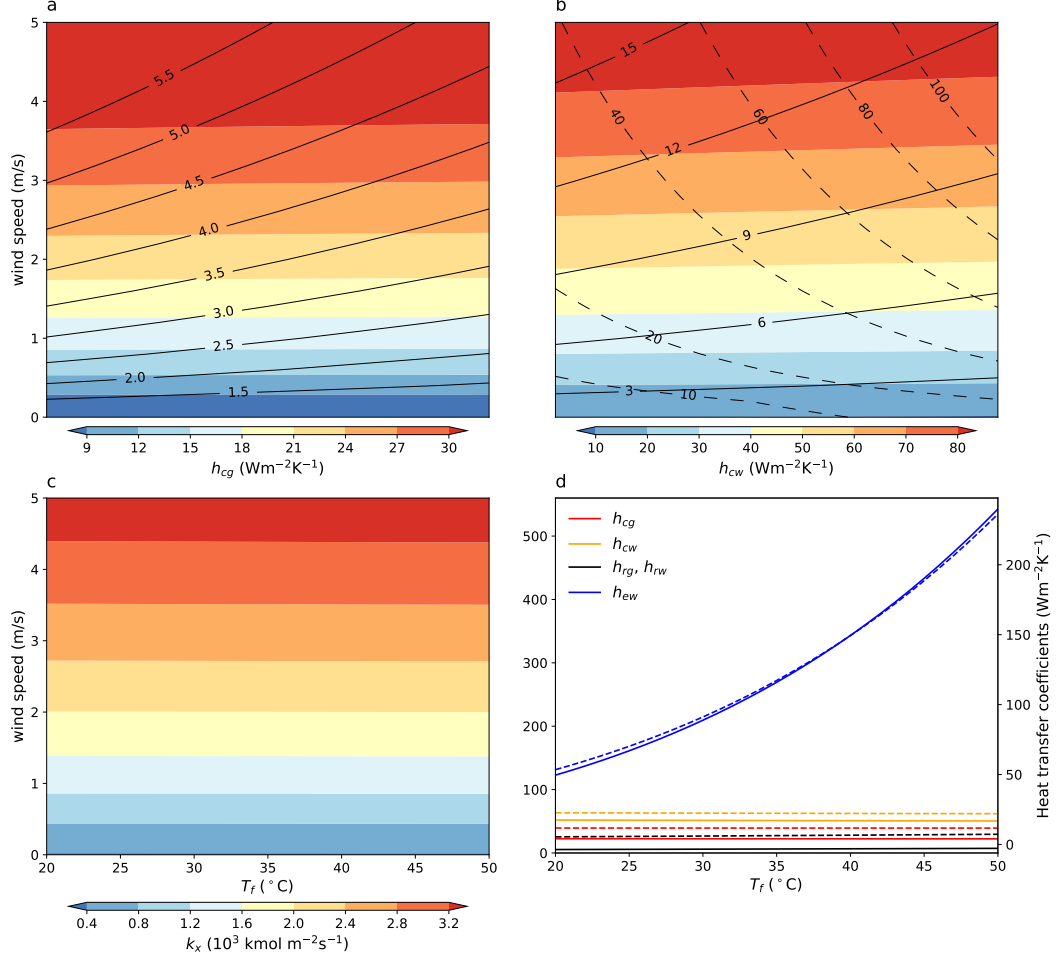 a
b
5
4
3
2
1
0
wind speed (m/s)
5.5
5.0
4.5
4.0
3.5
3.0
2.5
2.0
1.5
15
12
9
6
3
40
60
80
100
20
10
9 12 15 18 21 24 27 30
h_cg (Wm⁻²K⁻¹)
10 20 30 40 50 60 70 80
h_cw (Wm⁻²K⁻¹)
c
d
5
4
3
2
1
0
wind speed (m/s)
20 25 30 35 40 45 50
T_f (°C)
0.4 0.8 1.2 1.6 2.0 2.4 2.8 3.2
k_x (10³ kmol m⁻²s⁻¹)
h_cg
h_cw
h_rg, h_rw
h_ew
500
400
300
200
100
0
20 25 30 35 40 45 50
T_f (°C)
200
150
100
50
0
Heat transfer coefficients (Wm⁻²K⁻¹)